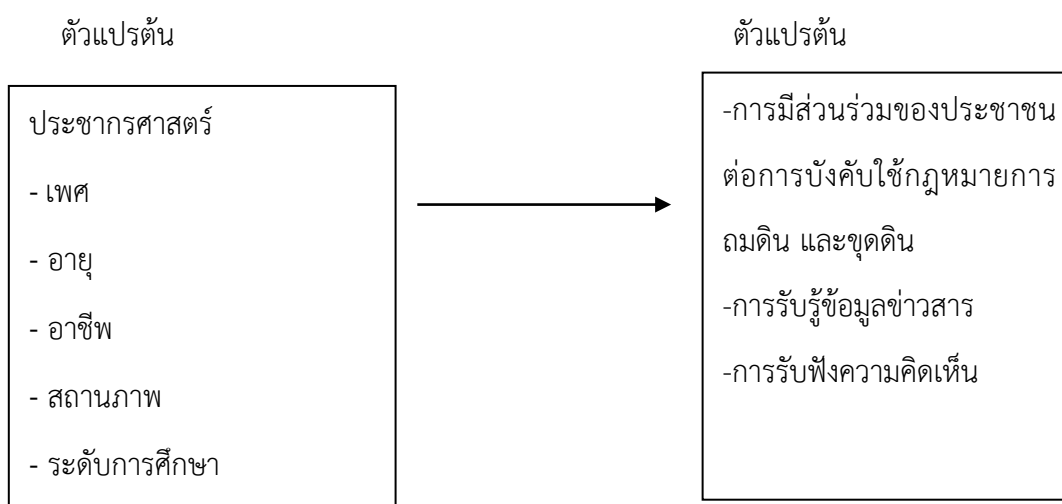 ตัวแปรต้น
ประชากรศาสตร์
- เพศ
- อายุ
- อาชีพ
- สถานภาพ
- ระดับการศึกษา
ตัวแปรต้น
-การมีส่วนร่วมของประชาชน
ต่อการบังคับใช้กฎหมายการ
ถมดิน และขุดดิน
-การรับรู้ข้อมูลข่าวสาร
-การรับฟังความคิดเห็น